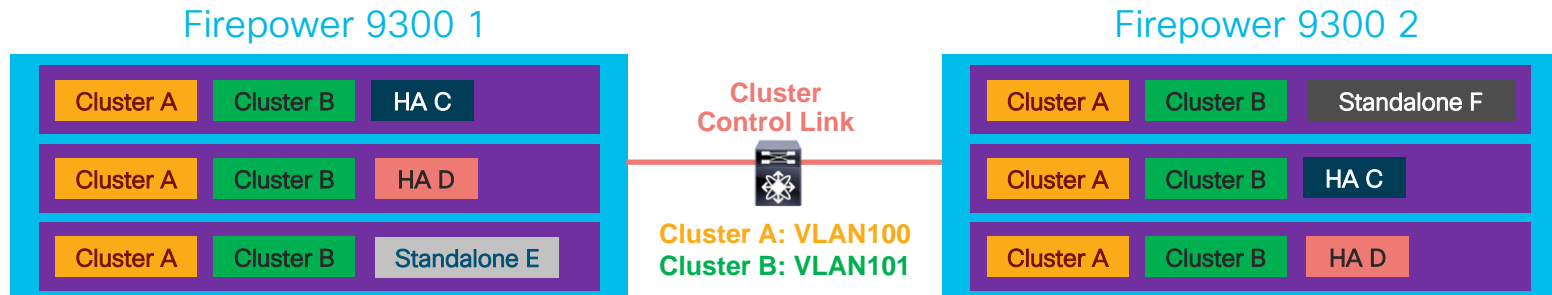 Firepower 9300 1
Cluster A Cluster B HA C
Cluster A Cluster B HA D
Cluster A Cluster B Standalone E
Cluster
Control Link
Cluster A: VLAN100
Cluster B: VLAN101
Firepower 9300 2
Cluster A Cluster B Standalone F
Cluster A Cluster B HA C
Cluster A Cluster B HA D